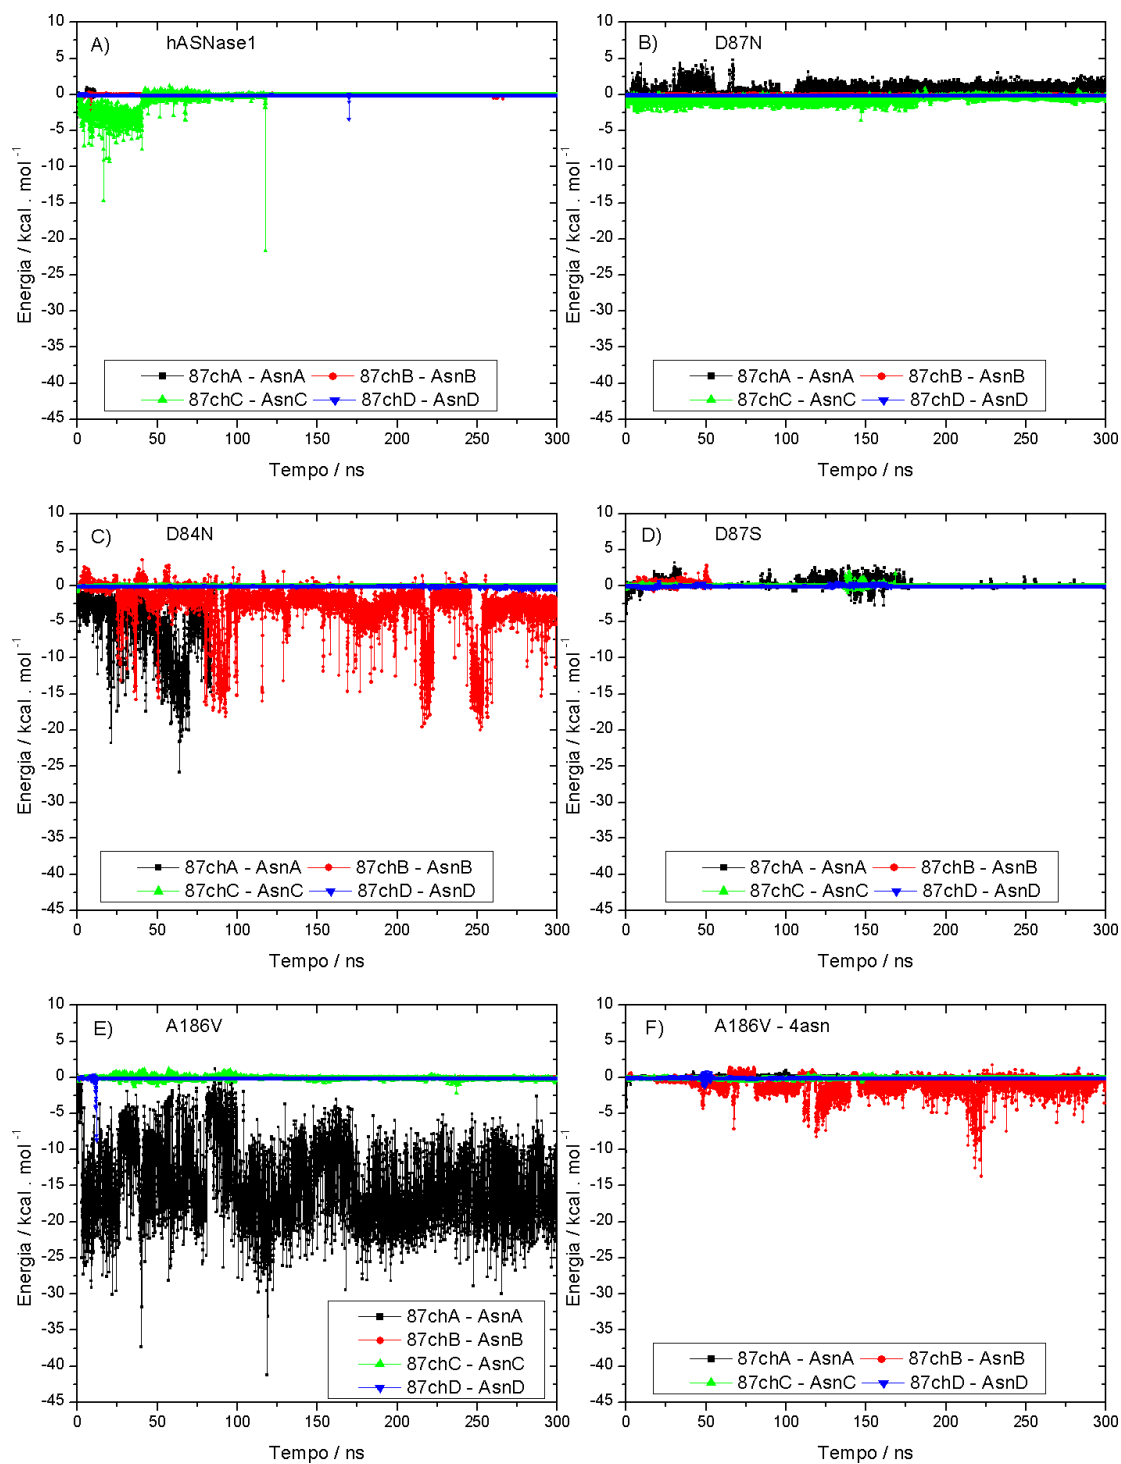 A) hASNase1
10
5
0
-5
-10
-15
-20
-25
-30
-35
-40
-45
Energia / kcal . mol⁻¹
87chA - AsnA 87chB - AsnB
87chC - AsnC 87chD - AsnD
0 50 100 150 200 250 300
Tempo / ns
B) D87N
10
5
0
-5
-10
-15
-20
-25
-30
-35
-40
-45
Energia / kcal . mol⁻¹
87chA - AsnA 87chB - AsnB
87chC - AsnC 87chD - AsnD
0 50 100 150 200 250 300
Tempo / ns
C) D84N
10
5
0
-5
-10
-15
-20
-25
-30
-35
-40
-45
Energia / kcal . mol⁻¹
87chA - AsnA 87chB - AsnB
87chC - AsnC 87chD - AsnD
0 50 100 150 200 250 300
Tempo / ns
D) D87S
10
5
0
-5
-10
-15
-20
-25
-30
-35
-40
-45
Energia / kcal . mol⁻¹
87chA - AsnA 87chB - AsnB
87chC - AsnC 87chD - AsnD
0 50 100 150 200 250 300
Tempo / ns
E) A186V
10
5
0
-5
-10
-15
-20
-25
-30
-35
-40
-45
Energia / kcal . mol⁻¹
87chA - AsnA
87chB - AsnB
87chC - AsnC
87chD - AsnD
0 50 100 150 200 250 300
Tempo / ns
F) A186V - 4asn
10
5
0
-5
-10
-15
-20
-25
-30
-35
-40
-45
Energia / kcal . mol⁻¹
87chA - AsnA 87chB - AsnB
87chC - AsnC 87chD - AsnD
0 50 100 150 200 250 300
Tempo / ns